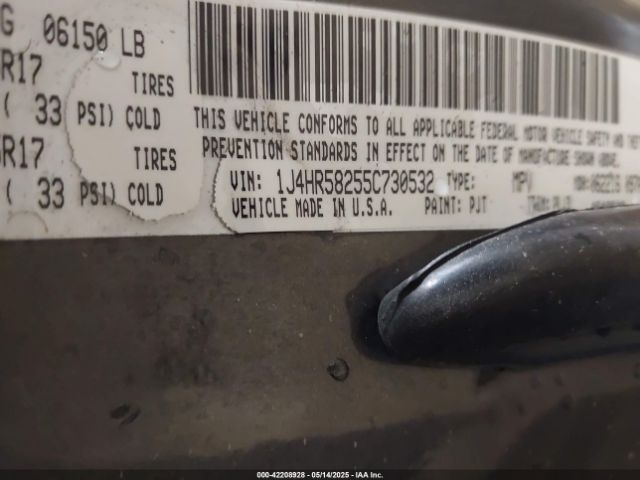 G 06150 LB
R17 TIRES
( 33 PSI) COLD
R17 TIRES
( 33 PSI) COLD
THIS VEHICLE CONFORMS TO ALL APPLICABLE FEDERAL MOTOR VEHICLE SAFETY AND
PREVENTION STANDARDS IN EFFECT ON THE DATE OF MANUFACTURE SHOWN ABOVE.
VIN: 1J4HR58255C730532 TYPE: MPV
VEHICLE MADE IN U.S.A. PAINT: PJT
000-42208928 - 05/14/2025 - IAA Inc.